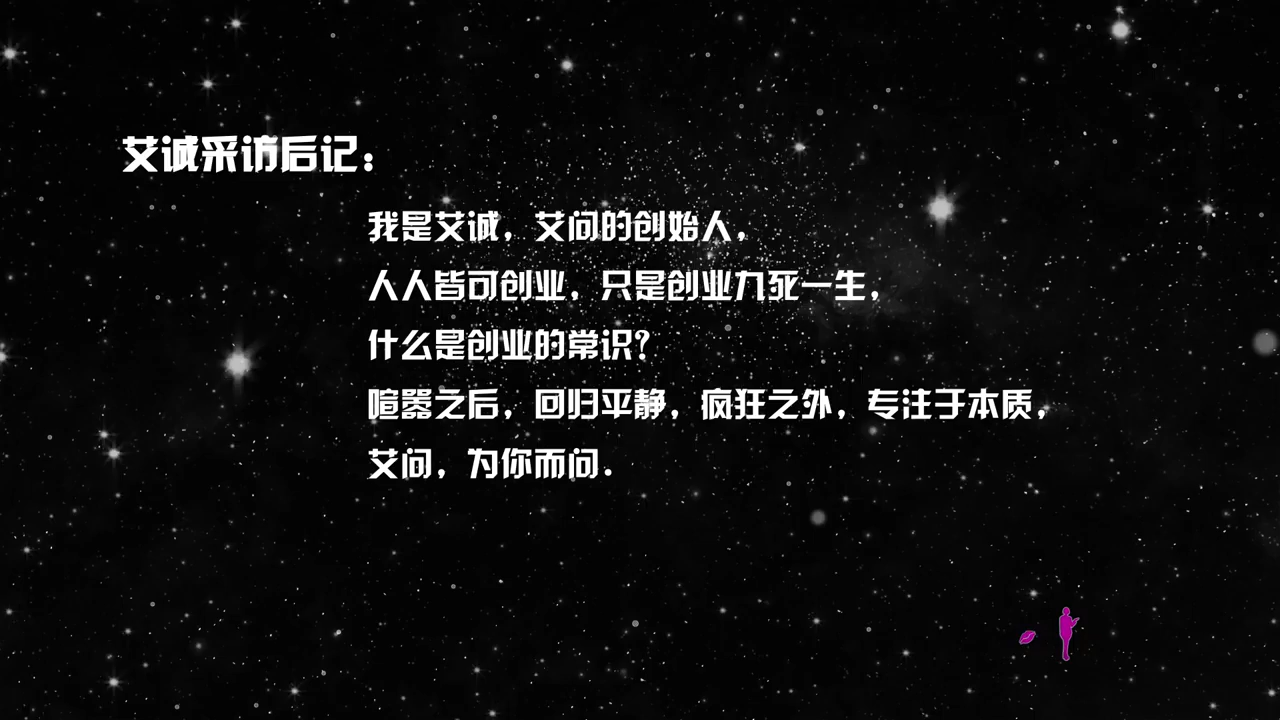 艾诚采访后记：
我是艾诚，艾问的创始人，
人人皆可创业，只是创业九死一生，
什么是创业的常识？
喧嚣之后，回归平静，疯狂之外，专注于本质，
艾问，为你而问．